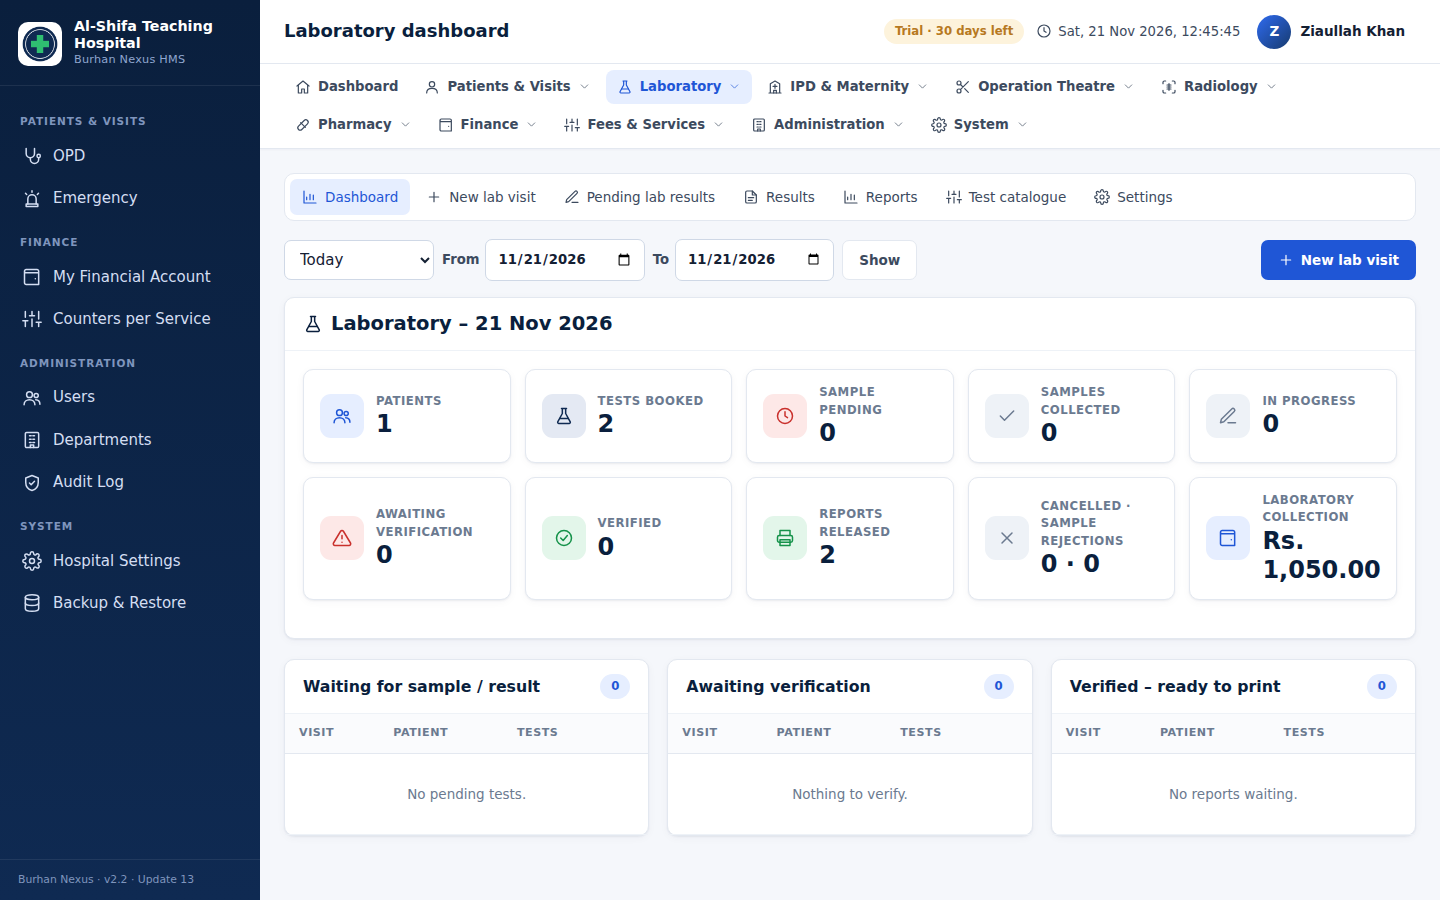 Al-Shifa Teaching
Hospital
Burhan Nexus HMS
PATIENTS & VISITS
OPD
Emergency
FINANCE
My Financial Account
Counters per Service
ADMINISTRATION
Users
Departments
Audit Log
SYSTEM
Hospital Settings
Backup & Restore
Burhan Nexus · v2.2 · Update 13
Laboratory dashboard
Trial · 30 days left
Sat, 21 Nov 2026, 12:45:45
Z
Ziaullah Khan
Dashboard
Patients & Visits
Laboratory
IPD & Maternity
Operation Theatre
Radiology
Pharmacy
Finance
Fees & Services
Administration
System
Dashboard
New lab visit
Pending lab results
Results
Reports
Test catalogue
Settings
Today
From
11/21/2026
To
11/21/2026
Show
New lab visit
Laboratory – 21 Nov 2026
PATIENTS
1
TESTS BOOKED
2
SAMPLE
PENDING
0
SAMPLES
COLLECTED
0
IN PROGRESS
0
AWAITING
VERIFICATION
0
VERIFIED
0
REPORTS
RELEASED
2
CANCELLED ·
SAMPLE
REJECTIONS
0 · 0
LABORATORY
COLLECTION
Rs.
1,050.00
Waiting for sample / result
0
VISIT PATIENT TESTS
No pending tests.
Awaiting verification
0
VISIT PATIENT TESTS
Nothing to verify.
Verified – ready to print
0
VISIT PATIENT TESTS
No reports waiting.